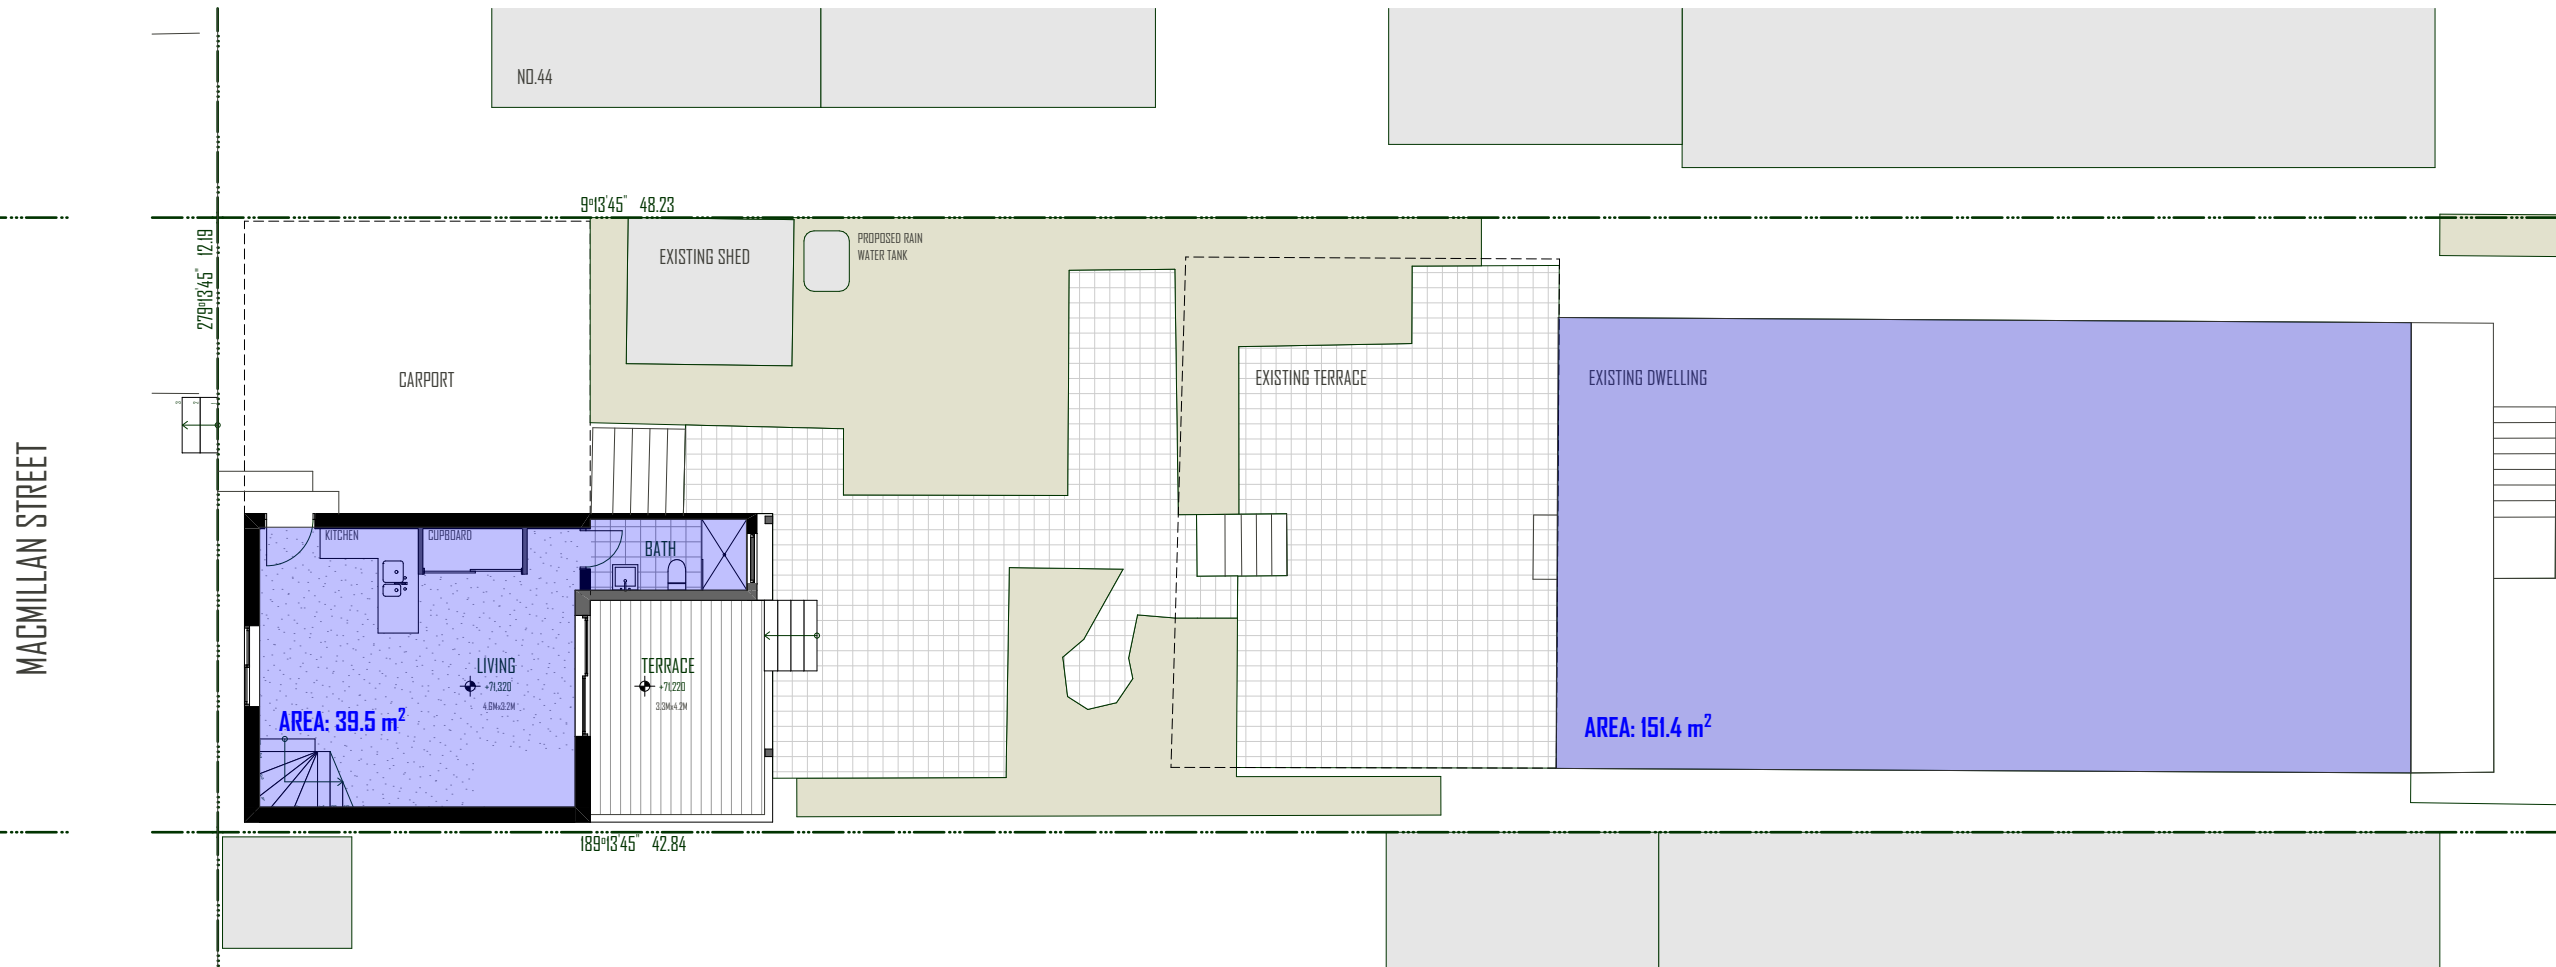 NO.44
9°13'45" 48.23
279°13'45" 12.19
EXISTING SHED
PROPOSED RAIN
WATER TANK
CARPORT
EXISTING TERRACE
EXISTING DWELLING
MACMILLAN STREET
KITCHEN
CUPBOARD
BATH
LIVING
+71,320
4.6Mx3.2M
TERRACE
+71,220
3.3Mx4.2M
AREA: 39.5 m²
AREA: 151.4 m²
189°13'45" 42.84